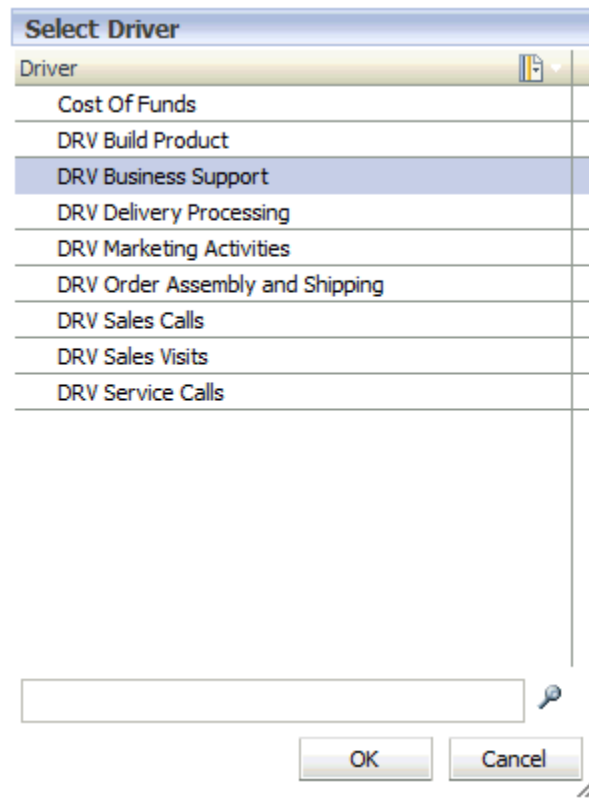 Select Driver
Driver
Cost Of Funds
DRV Build Product
DRV Business Support
DRV Delivery Processing
DRV Marketing Activities
DRV Order Assembly and Shipping
DRV Sales Calls
DRV Sales Visits
DRV Service Calls
OK Cancel